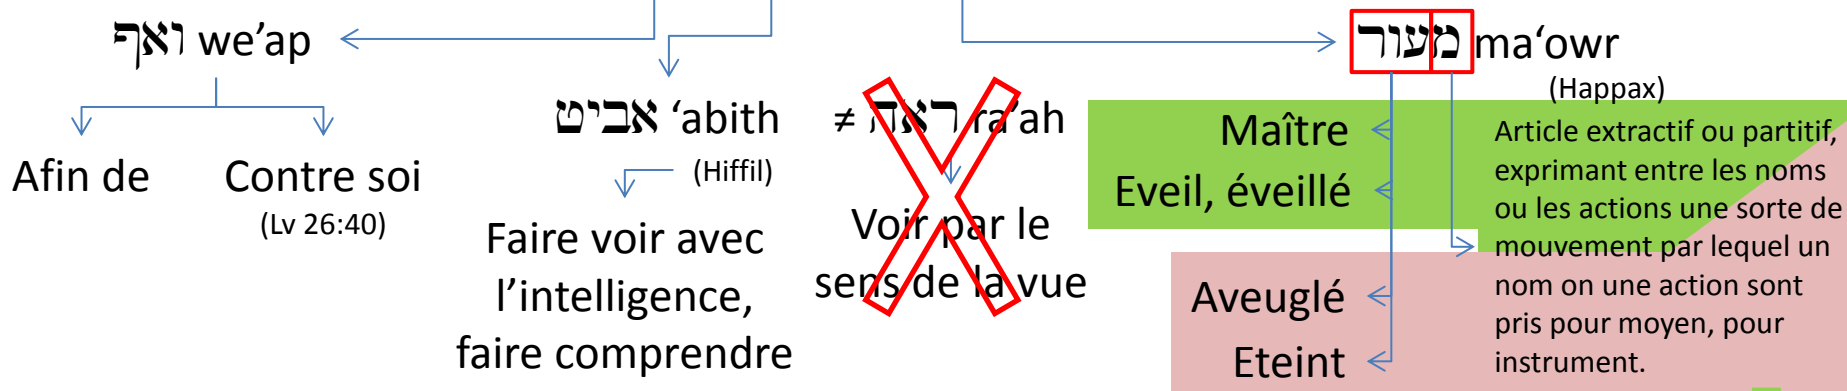 ואף we’ap
Afin de
Contre soi
(Lv 26:40)
אביט ‘abith
(Hiffil)
Faire voir avec
l’intelligence,
faire comprendre
≠ ראה ra’ah
Voir par le
sens de la vue
מעור ma‘owr
(Happax)
Maître
Eveil, éveillé
Aveuglé
Eteint
Article extractif ou partitif,
exprimant entre les noms
ou les actions une sorte de
mouvement par lequel un
nom on une action sont
pris pour moyen, pour
instrument.